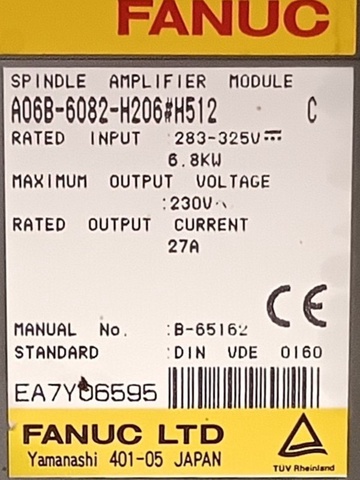 FANUC
SPINDLE AMPLIFIER MODULE
A06B-6082-H206#H512 C
RATED INPUT 283-325V⎓
6.8KW
MAXIMUM OUTPUT VOLTAGE
:230V~
RATED OUTPUT CURRENT
27A
CE
MANUAL No. :B-65162
STANDARD :DIN VDE 0160
EA7Y06595
FANUC LTD
Yamanashi 401-05 JAPAN
TUV Rheinland